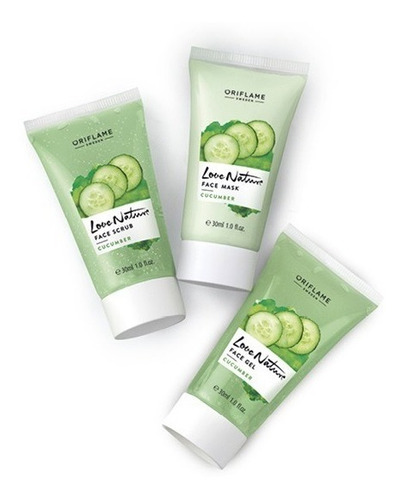 ORIFLAME
SWEDEN
Love Nature
FACE SCRUB
CUCUMBER
℮ 30ml 1.0 fl oz.
ORIFLAME
SWEDEN
Love Nature
FACE MASK
CUCUMBER
℮ 30ml 1.0 fl oz.
ORIFLAME
SWEDEN
Love Nature
FACE GEL
CUCUMBER
℮ 30ml 1.0 fl oz.